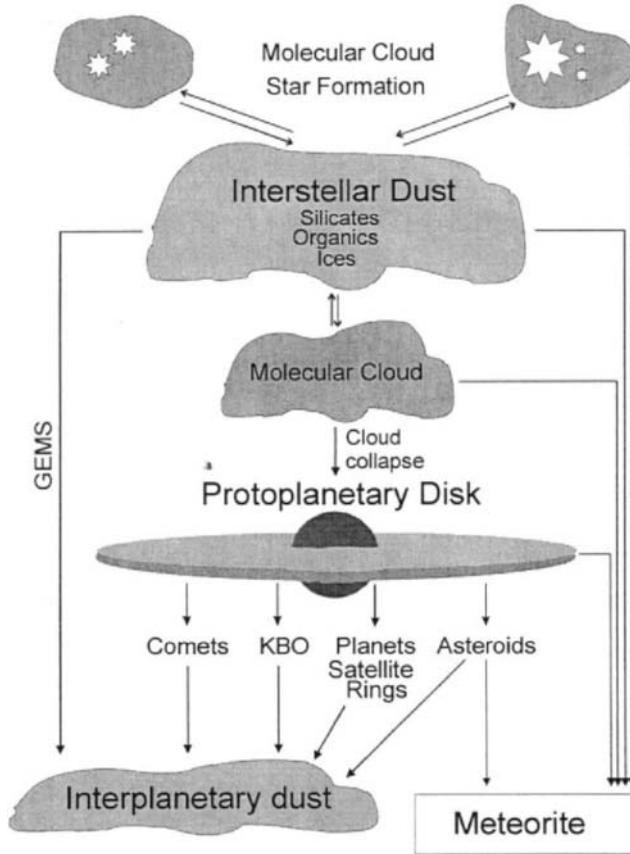 Molecular Cloud
Star Formation
Interstellar Dust
Silicates
Organics
Ices
Molecular Cloud
GEMS
Cloud
collapse
a
Protoplanetary Disk
Comets
KBO
Planets
Satellite
Rings
Asteroids
Interplanetary dust
Meteorite